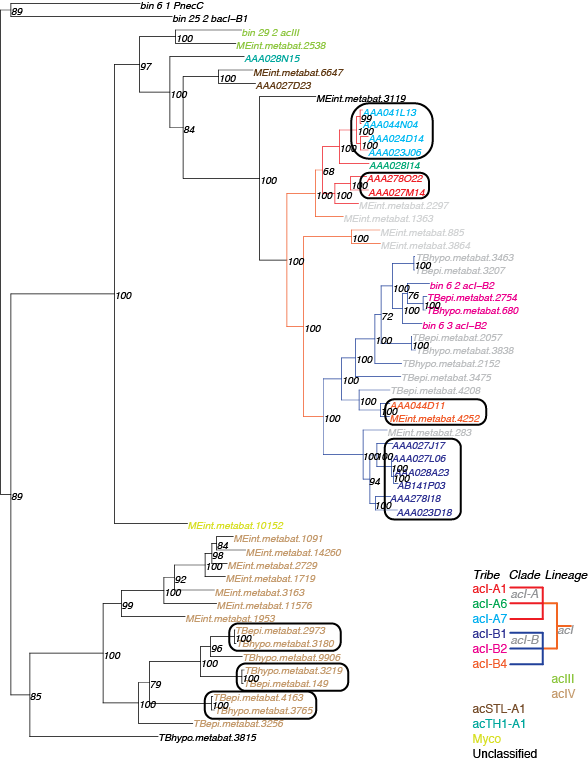 bin 6 1 PnecC
89
bin 25 2 bacI-B1
bin 29 2 acIII
100
MEint.metabat.2538
97
AAA028N15
MEint.metabat.6647
100
100
AAA027D23
MEint.metabat.3119
AAA041L13
99
AAA044N04
84
100
AAA024D14
100
100
AAA023J06
AAA028I14
68
AAA278O22
100
100
100
100
AAA027M14
MEint.metabat.2297
MEint.metabat.1363
MEint.metabat.885
100
MEint.metabat.3864
100
TBhypo.metabat.3463
100
TBepi.metabat.3207
bin 6 2 acI-B2
100
100
76
TBepi.metabat.2754
100
100
TBhypo.metabat.680
72
bin 6 3 acI-B2
100
TBepi.metabat.2057
100
TBhypo.metabat.3838
100
TBhypo.metabat.2152
100
TBepi.metabat.3475
TBepi.metabat.4208
100
AAA044D11
100
MEint.metabat.4252
100
MEint.metabat.283
AAA027J17
100
100
AAA027L06
100
AAA028A23
100
94
AB141P03
89
AAA278I18
100
AAA023D18
MEint.metabat.10152
MEint.metabat.1091
84
MEint.metabat.14260
98
100
MEint.metabat.2729
92
MEint.metabat.1719
MEint.metabat.3163
99
MEint.metabat.11576
MEint.metabat.1953
TBepi.metabat.2973
100
TBhypo.metabat.3180
96
100
TBhypo.metabat.9906
100
TBhypo.metabat.3219
100
79
TBepi.metabat.149
85
TBepi.metabat.4163
100
100
TBhypo.metabat.3765
TBepi.metabat.3256
TBhypo.metabat.3815
Tribe Clade Lineage
acI-A1
acI-A
acI-A6
acI-A7
acI
acI-B1
acI-B
acI-B2
acI-B4
acIII
acIV
acSTL-A1
acTH1-A1
Myco
Unclassified